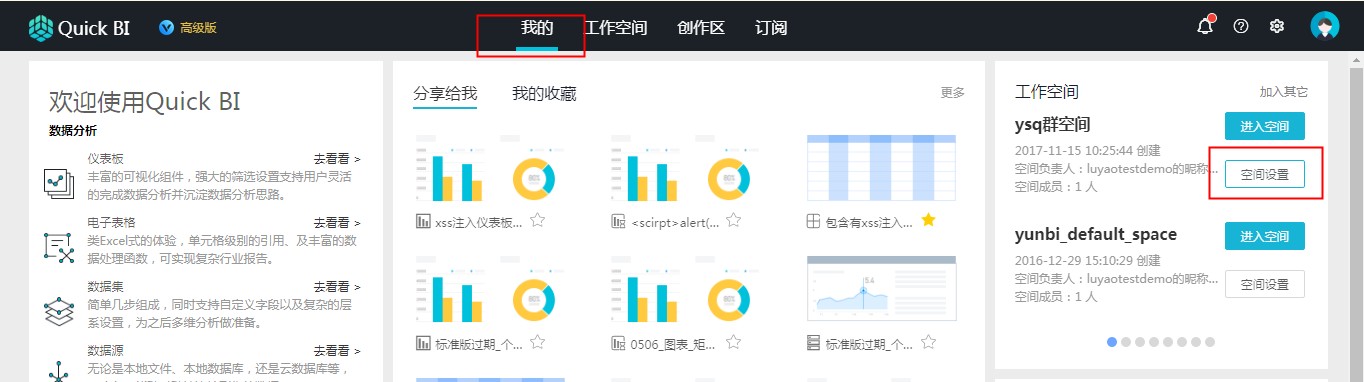 Quick BI 高级版 我的 工作空间 创作区 订阅
欢迎使用Quick BI
数据分析
仪表板 去看看 >
丰富的可视化组件，强大的筛选设置支持用户灵活
的完成数据分析并沉淀数据分析思路。
电子表格 去看看 >
类Excel式的体验，单元格级别的引用、及丰富的数
据处理函数，可实现复杂行业报告。
数据集 去看看 >
简单几步组成，同时支持自定义字段以及复杂的层
系设置，为之后多维分析做准备。
数据源 去看看 >
无论是本地文件、本地数据库，还是云数据库等，
分享给我 我的收藏 更多
xss注入仪表板...
<scirpt>alert(...
包含有xss注入...
标准版过期_个...
0506_图表_矩...
标准版过期_个...
工作空间 加入其它
ysq群空间 进入空间
2017-11-15 10:25:44 创建
空间负责人：luyaotestdemo的昵称... 空间设置
空间成员：1 人
yunbi_default_space 进入空间
2016-12-29 15:10:29 创建
空间负责人：luyaotestdemo的昵称... 空间设置
空间成员：1 人